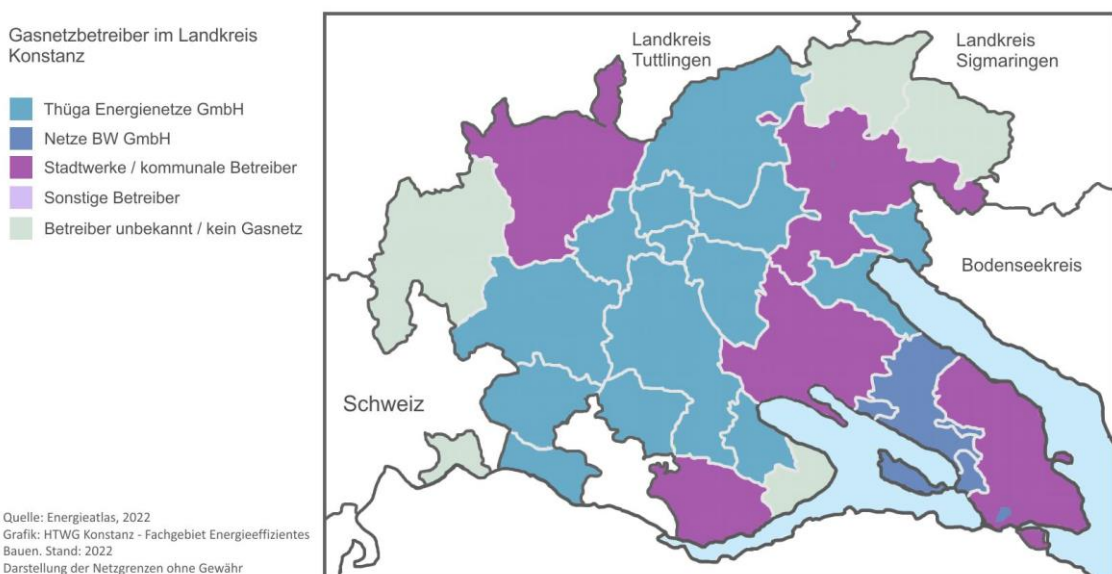 Gasnetzbetreiber im Landkreis
Konstanz
Thüga Energienetze GmbH
Netze BW GmbH
Stadtwerke / kommunale Betreiber
Sonstige Betreiber
Betreiber unbekannt / kein Gasnetz
Landkreis
Tuttlingen
Landkreis
Sigmaringen
Bodenseekreis
Schweiz
Quelle: Energieatlas, 2022
Grafik: HTWG Konstanz - Fachgebiet Energieeffizientes
Bauen. Stand: 2022
Darstellung der Netzgrenzen ohne Gewähr